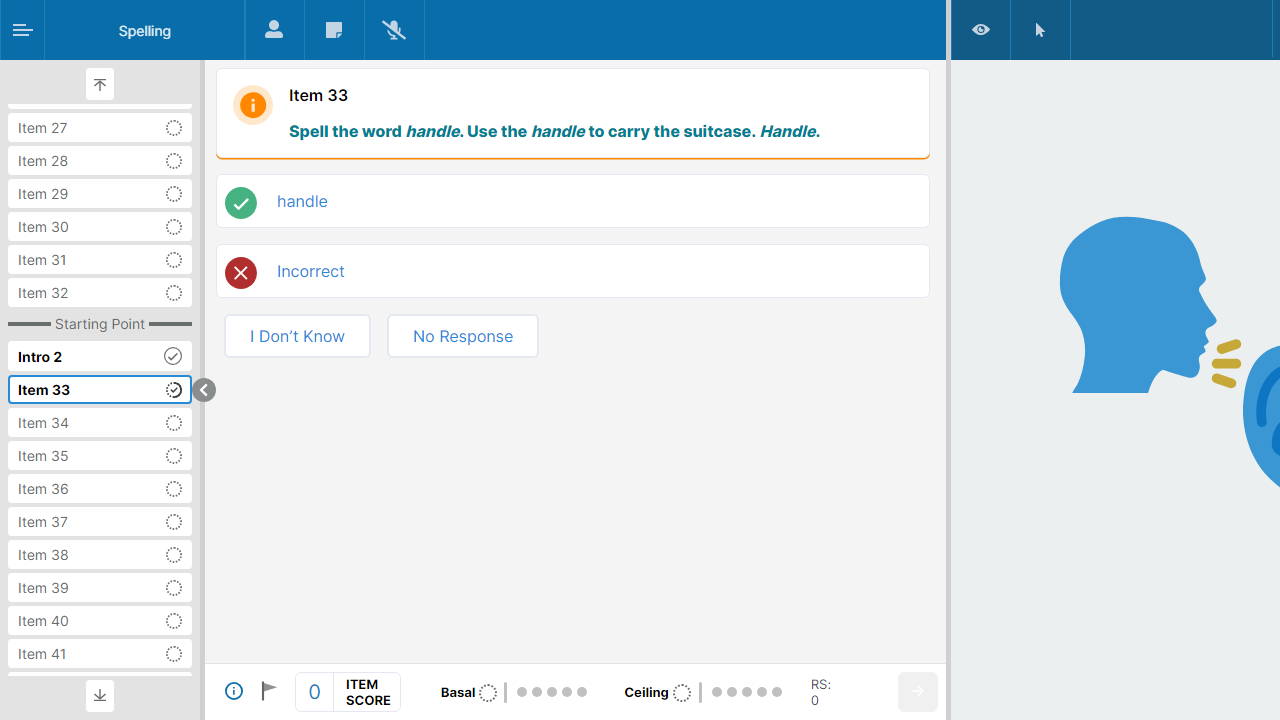 Spelling
Item 27
Item 28
Item 29
Item 30
Item 31
Item 32
Starting Point
Intro 2
Item 33
Item 34
Item 35
Item 36
Item 37
Item 38
Item 39
Item 40
Item 41
Item 33
Spell the word handle. Use the handle to carry the suitcase. Handle.
handle
Incorrect
I Don’t Know
No Response
0
ITEM
SCORE
Basal
Ceiling
RS:
0